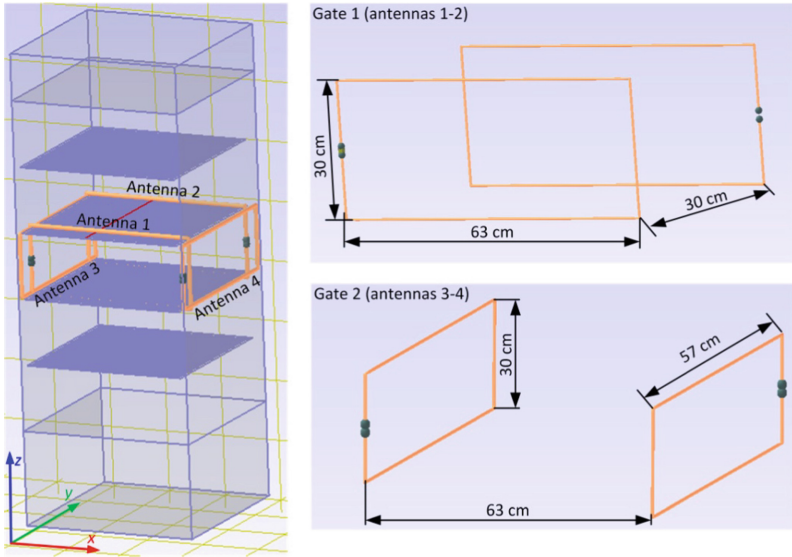 Gate 1 (antennas 1-2)
30 cm
63 cm
30 cm
Antenna 2
Antenna 1
Antenna 3
Antenna 4
z
y
x
Gate 2 (antennas 3-4)
30 cm
57 cm
63 cm